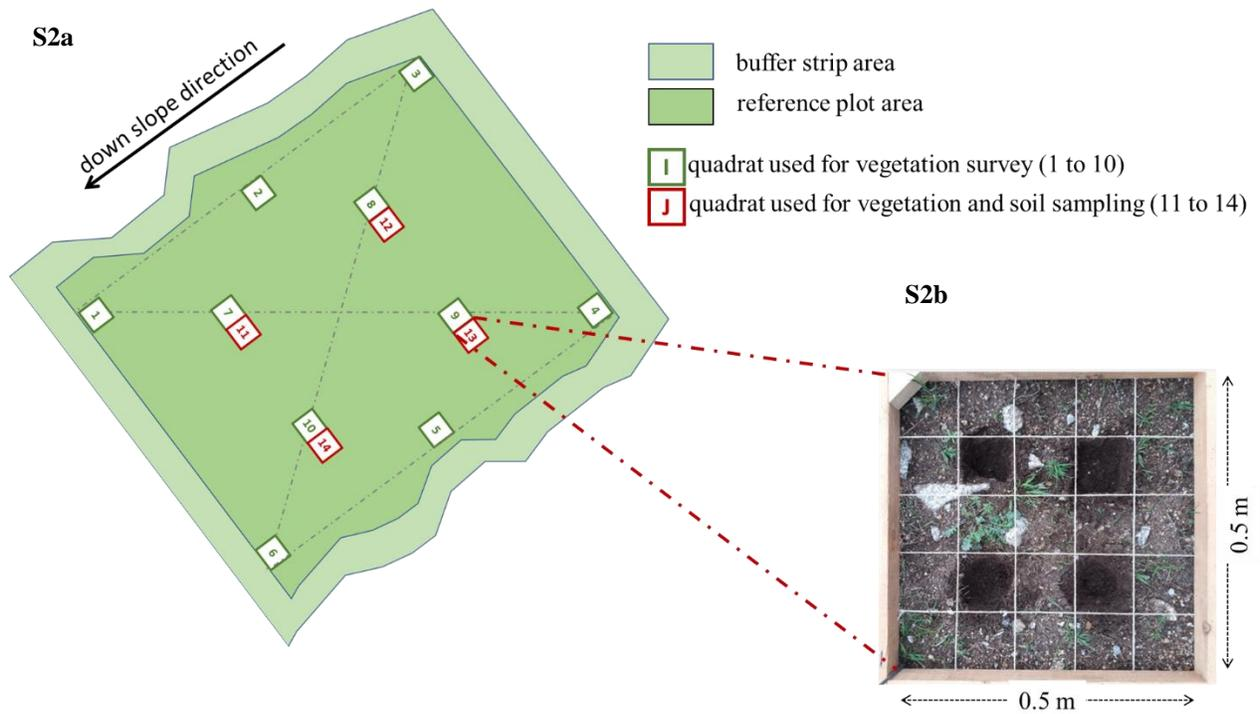 S2a
down slope direction
buffer strip area
reference plot area
I quadrat used for vegetation survey (1 to 10)
J quadrat used for vegetation and soil sampling (11 to 14)
3
2
8
12
1
7
11
9
13
4
10
14
5
6
S2b
0.5 m
0.5 m